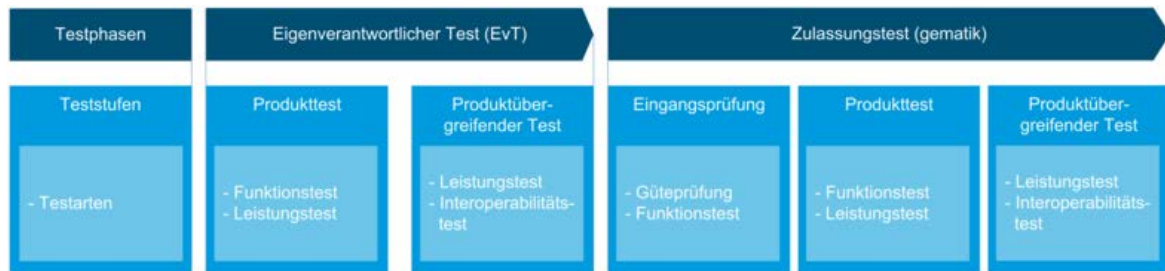 Testphasen
Eigenverantwortlicher Test (EvT)
Zulassungstest (gematik)
Teststufen
- Testarten
Produkttest
- Funktionstest
- Leistungstest
Produktüber-
greifender Test
- Leistungstest
- Interoperabilitäts-
test
Eingangsprüfung
- Güteprüfung
- Funktionstest
Produkttest
- Funktionstest
- Leistungstest
Produktüber-
greifender Test
- Leistungstest
- Interoperabilitäts-
test